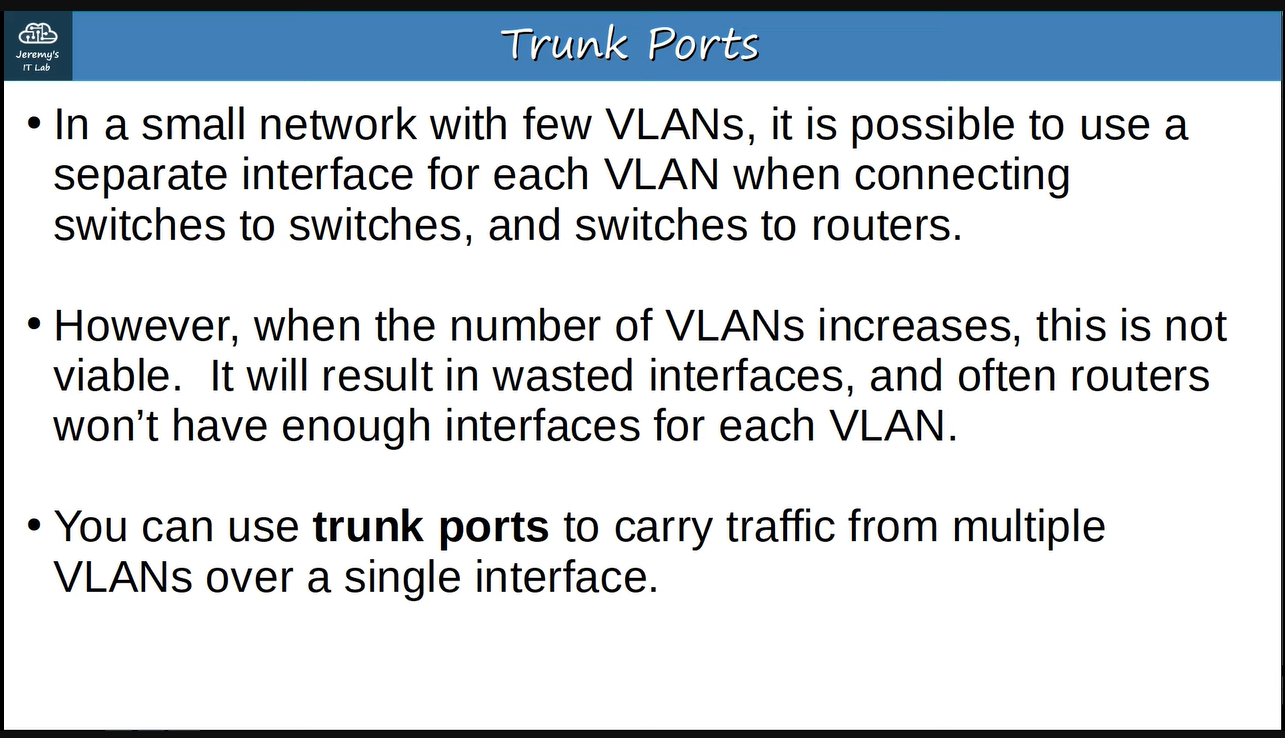 Jeremy's
IT Lab
Trunk Ports
• In a small network with few VLANs, it is possible to use a
separate interface for each VLAN when connecting
switches to switches, and switches to routers.
• However, when the number of VLANs increases, this is not
viable.  It will result in wasted interfaces, and often routers
won’t have enough interfaces for each VLAN.
• You can use trunk ports to carry traffic from multiple
VLANs over a single interface.